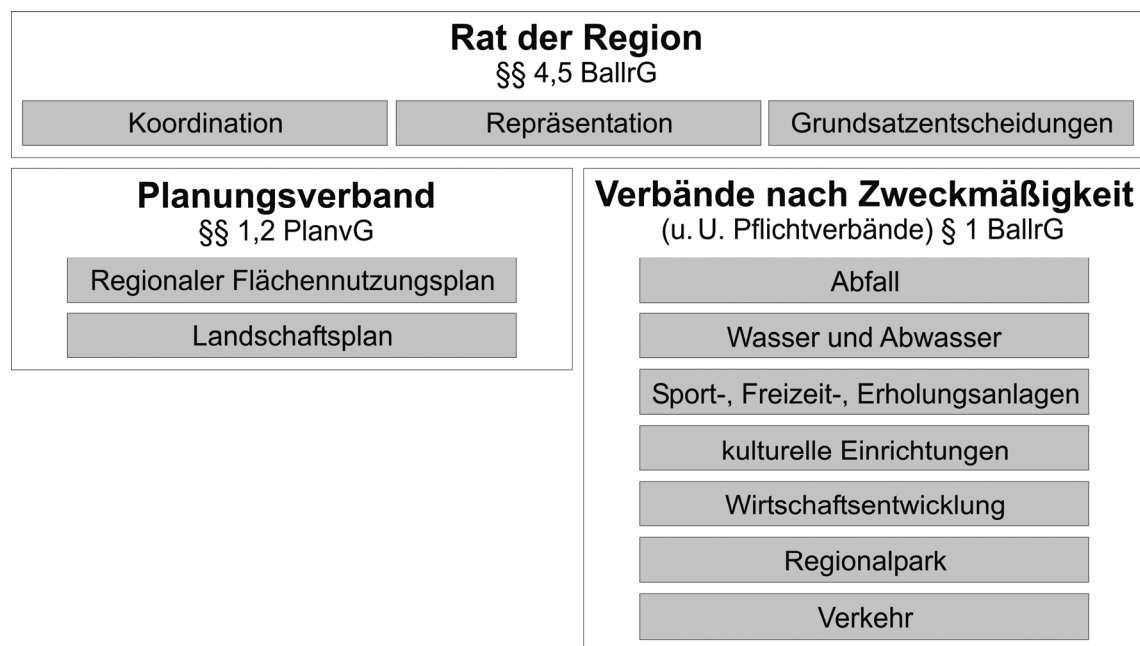 Rat der Region
§§ 4,5 BallrG
Koordination
Repräsentation
Grundsatzentscheidungen
Planungsverband
§§ 1,2 PlanvG
Regionaler Flächennutzungsplan
Landschaftsplan
Verbände nach Zweckmäßigkeit
(u. U. Pflichtverbände) § 1 BallrG
Abfall
Wasser und Abwasser
Sport-, Freizeit-, Erholungsanlagen
kulturelle Einrichtungen
Wirtschaftsentwicklung
Regionalpark
Verkehr